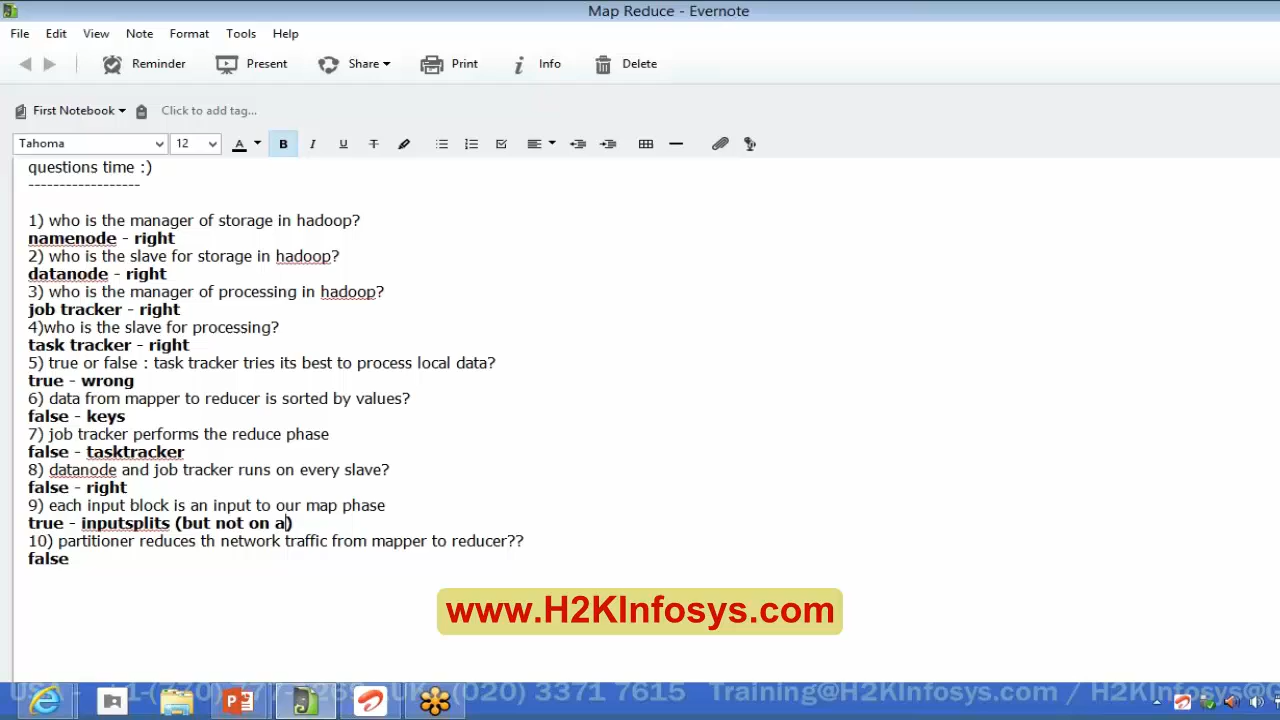 Map Reduce - Evernote
File Edit View Note Format Tools Help
Reminder Present Share Print Info Delete
First Notebook Click to add tag...
Tahoma 12 A B I U T
questions time :)
------------------
1) who is the manager of storage in hadoop?
namenode - right
2) who is the slave for storage in hadoop?
datanode - right
3) who is the manager of processing in hadoop?
job tracker - right
4)who is the slave for processing?
task tracker - right
5) true or false : task tracker tries its best to process local data?
true - wrong
6) data from mapper to reducer is sorted by values?
false - keys
7) job tracker performs the reduce phase
false - tasktracker
8) datanode and job tracker runs on every slave?
false - right
9) each input block is an input to our map phase
true - inputsplits (but not on a)
10) partitioner reduces th network traffic from mapper to reducer??
false
www.H2KInfosys.com
(020) 3371 7615 Training@H2KInfosys.com /